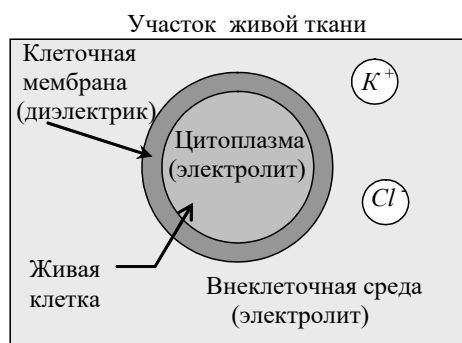 Участок живой ткани
Клеточная
мембрана
(диэлектрик)
K⁺
Цитоплазма
(электролит)
Cl⁻
Живая
клетка
Внеклеточная среда
(электролит)